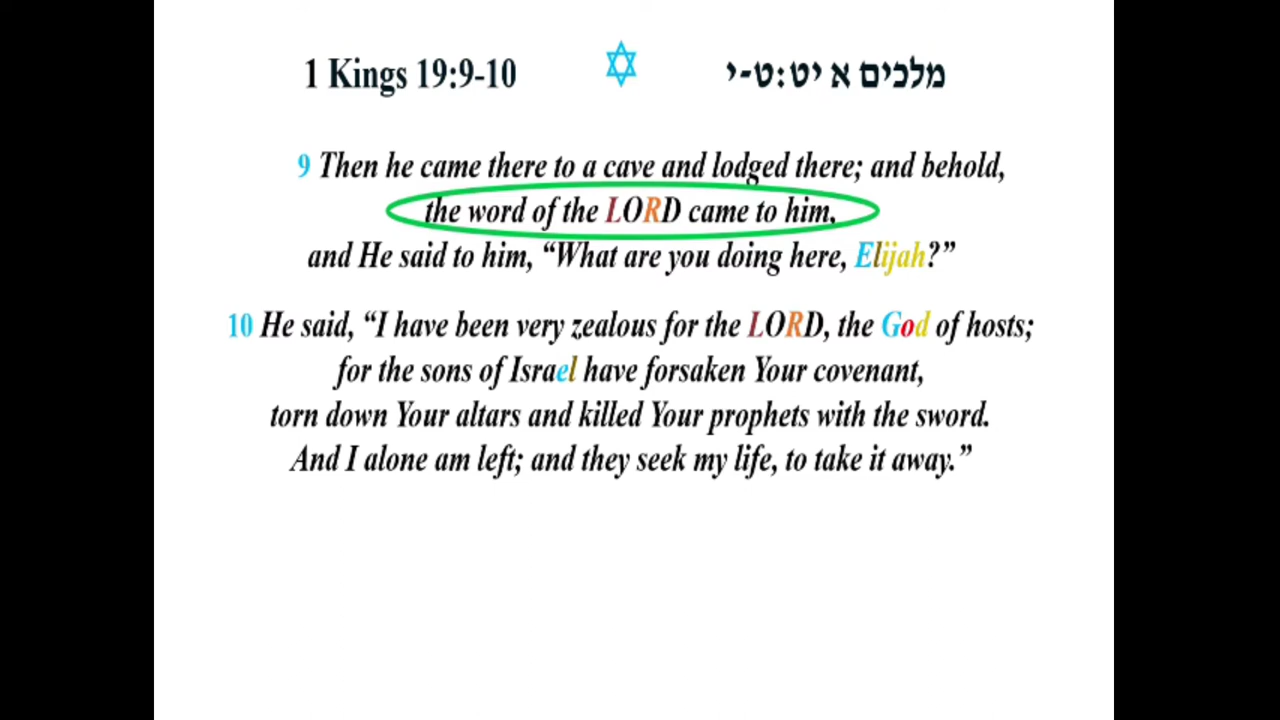 1 Kings 19:9-10
מלכים א יט:ט-י
9 Then he came there to a cave and lodged there; and behold,
the word of the LORD came to him,
and He said to him, “What are you doing here, Elijah?”
10 He said, “I have been very zealous for the LORD, the God of hosts;
for the sons of Israel have forsaken Your covenant,
torn down Your altars and killed Your prophets with the sword.
And I alone am left; and they seek my life, to take it away.”